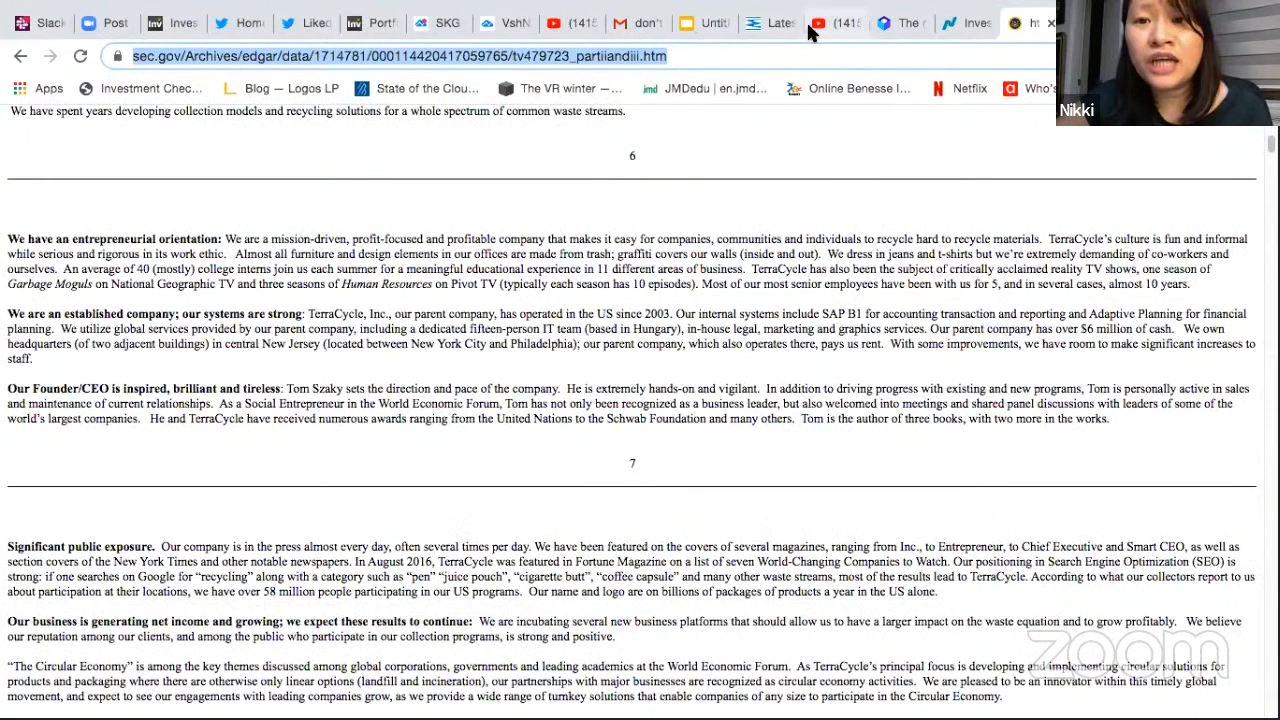 Slack
Post
Inves
Home
Liked
Portf
SKG
VshN
(1415
don't
Untitl
Lates
(1418
The r
Inves
ht
sec.gov/Archives/edgar/data/1714781/000114420417059765/tv479723_partiiandiii.htm
Apps
Investment Chec...
Blog – Logos LP
State of the Clou...
The VR winter – ...
JMDedu | en.jmd...
Online Benesse I...
Netflix
Who's
Nikki
We have spent years developing collection models and recycling solutions for a whole spectrum of common waste streams.
6
We have an entrepreneurial orientation: We are a mission-driven, profit-focused and profitable company that makes it easy for companies, communities and individuals to recycle hard to recycle materials. TerraCycle's culture is fun and informal
while serious and rigorous in its work ethic. Almost all furniture and design elements in our offices are made from trash; graffiti covers our walls (inside and out). We dress in jeans and t-shirts but we're extremely demanding of co-workers and
ourselves. An average of 40 (mostly) college interns join us each summer for a meaningful educational experience in 11 different areas of business. TerraCycle has also been the subject of critically acclaimed reality TV shows, one season of
Garbage Moguls on National Geographic TV and three seasons of Human Resources on Pivot TV (typically each season has 10 episodes). Most of our most senior employees have been with us for 5, and in several cases, almost 10 years.
We are an established company; our systems are strong: TerraCycle, Inc., our parent company, has operated in the US since 2003. Our internal systems include SAP B1 for accounting transaction and reporting and Adaptive Planning for financial
planning. We utilize global services provided by our parent company, including a dedicated fifteen-person IT team (based in Hungary), in-house legal, marketing and graphics services. Our parent company has over $6 million of cash. We own
headquarters (of two adjacent buildings) in central New Jersey (located between New York City and Philadelphia); our parent company, which also operates there, pays us rent. With some improvements, we have room to make significant increases to
staff.
Our Founder/CEO is inspired, brilliant and tireless: Tom Szaky sets the direction and pace of the company. He is extremely hands-on and vigilant. In addition to driving progress with existing and new programs, Tom is personally active in sales
and maintenance of current relationships. As a Social Entrepreneur in the World Economic Forum, Tom has not only been recognized as a business leader, but also welcomed into meetings and shared panel discussions with leaders of some of the
world's largest companies. He and TerraCycle have received numerous awards ranging from the United Nations to the Schwab Foundation and many others. Tom is the author of three books, with two more in the works.
7
Significant public exposure. Our company is in the press almost every day, often several times per day. We have been featured on the covers of several magazines, ranging from Inc., to Entrepreneur, to Chief Executive and Smart CEO, as well as
section covers of the New York Times and other notable newspapers. In August 2016, TerraCycle was featured in Fortune Magazine on a list of seven World-Changing Companies to Watch. Our positioning in Search Engine Optimization (SEO) is
strong: if one searches on Google for “recycling” along with a category such as “pen” “juice pouch”, “cigarette butt”, “coffee capsule” and many other waste streams, most of the results lead to TerraCycle. According to what our collectors report to us
about participation at their locations, we have over 58 million people participating in our US programs. Our name and logo are on billions of packages of products a year in the US alone.
Our business is generating net income and growing; we expect these results to continue: We are incubating several new business platforms that should allow us to have a larger impact on the waste equation and to grow profitably. We believe
our reputation among our clients, and among the public who participate in our collection programs, is strong and positive.
“The Circular Economy” is among the key themes discussed among global corporations, governments and leading academics at the World Economic Forum. As TerraCycle's principal focus is developing and implementing circular solutions for
products and packaging where there are otherwise only linear options (landfill and incineration), our partnerships with major businesses are recognized as circular economy activities. We are pleased to be an innovator within this timely global
movement, and expect to see our engagements with leading companies grow, as we provide a wide range of turnkey solutions that enable companies of any size to participate in the Circular Economy.
zoom